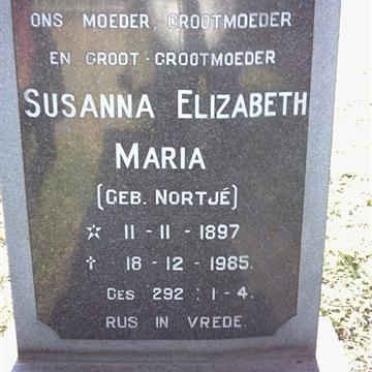 ONS MOEDER, GROOTMOEDER
EN GROOT-GROOTMOEDER
SUSANNA ELIZABETH
MARIA
(GEB. NORTJÉ)
☆ 11 - 11 - 1897
† 18 - 12 - 1985.
GES 292 : 1 - 4.
RUS IN VREDE